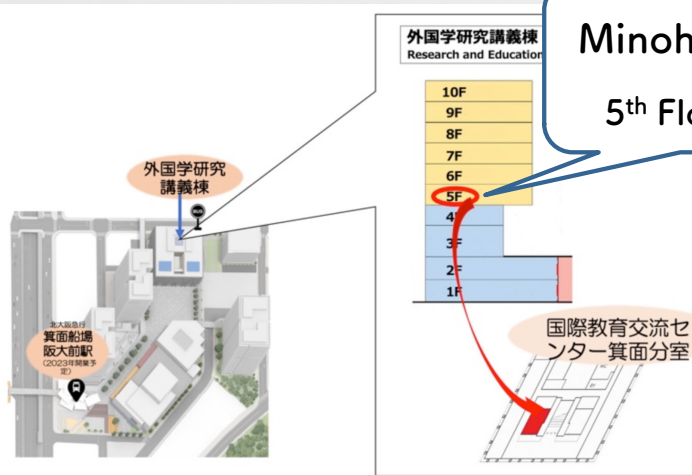 外国学研究講義棟
Research and Education
Minoh
5th Flo
10F
9F
8F
7F
6F
5F
4F
3F
2F
1F
外国学研究
講義棟
BUS
北大阪急行
箕面船場
阪大前駅
(2023年開業予
定)
国際教育交流セ
ンター箕面分室